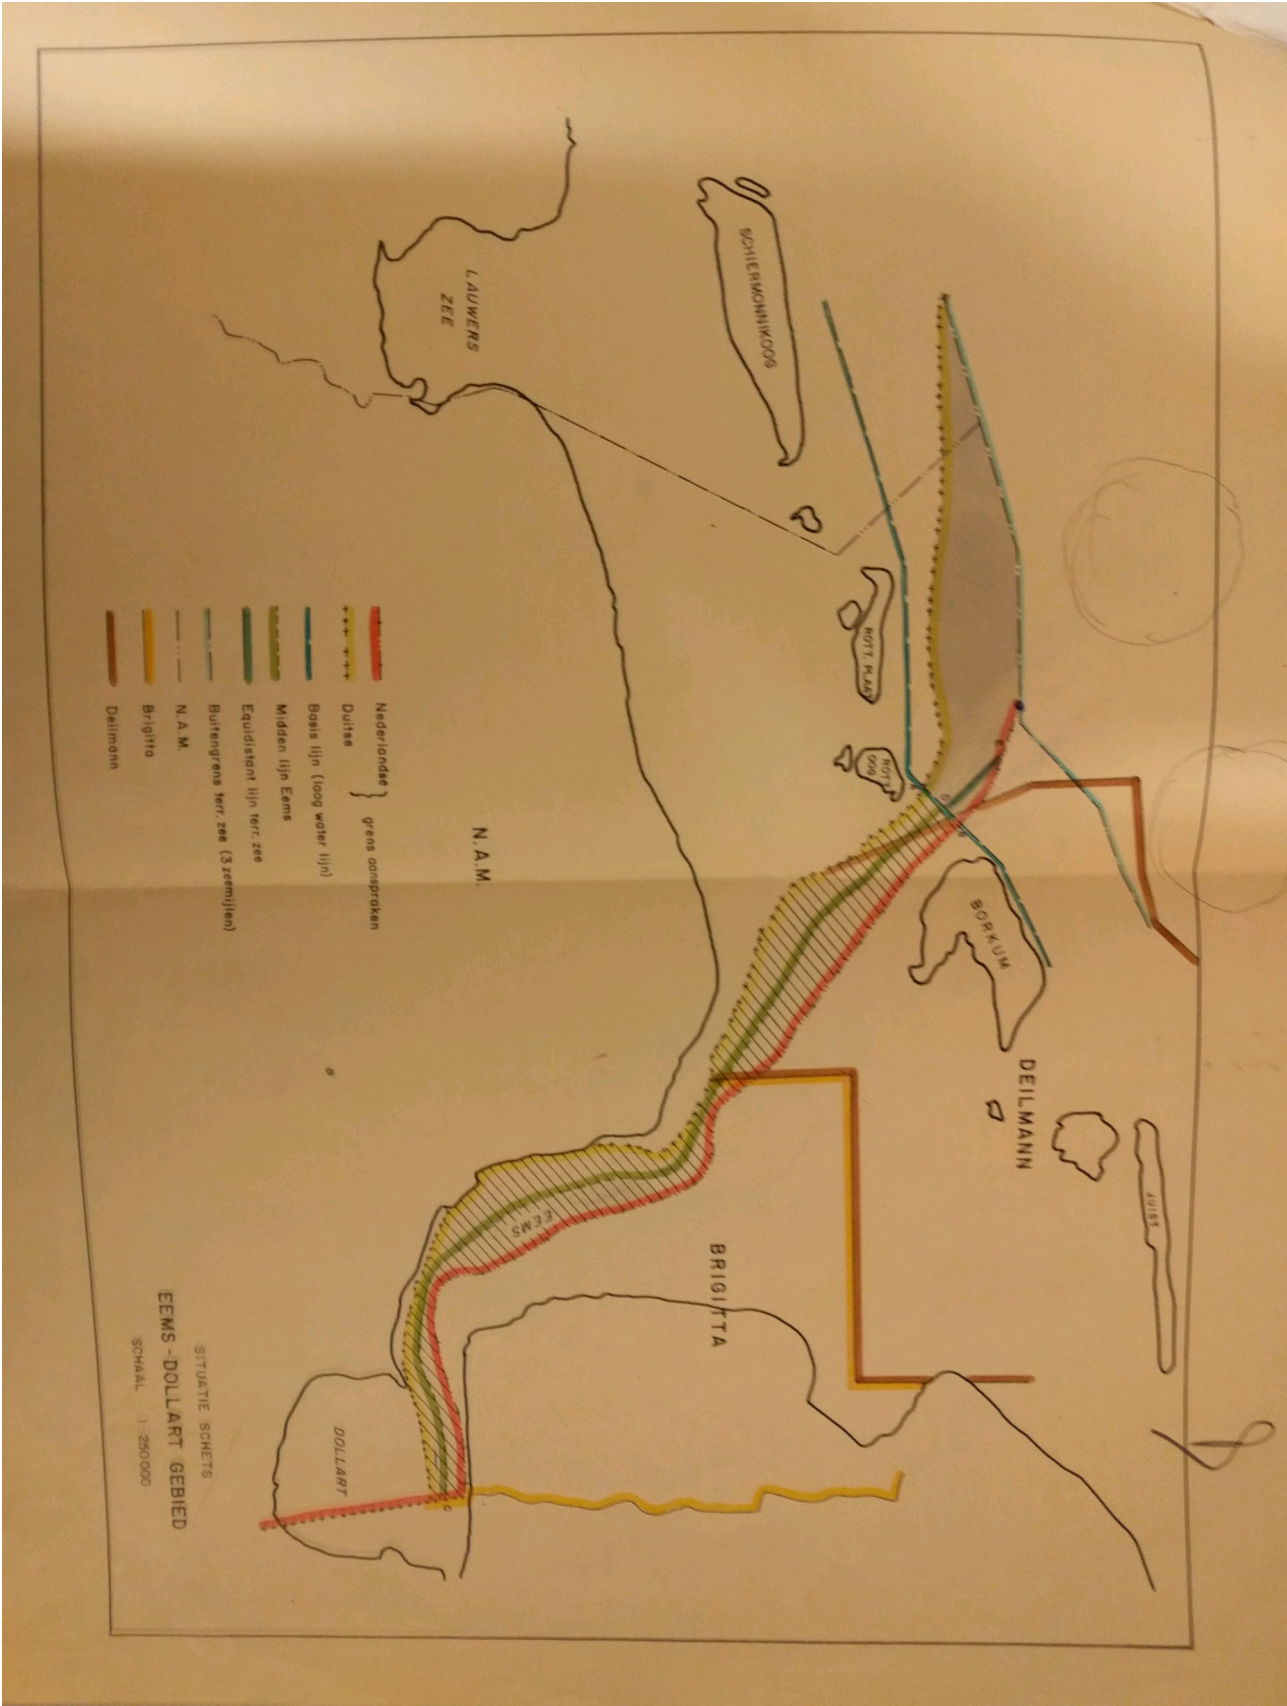 SCHIERMONNIKOOG
LAUWERS
ZEE
ROTT. PLAAT
ROTT.
OOG
BORKUM
JUIST
DEILMANN
BRIGITTA
N.A.M.
EEMS
DOLLART
C
Nederlandse } grens aanspraken
Duitse
Basis lijn (laag water lijn)
Midden lijn Eems
Equidistant lijn terr. zee
Buitengrens terr. zee (3 zeemijlen)
N.A.M.
Brigitta
Deilmann
SITUATIE SCHETS
EEMS - DOLLART GEBIED
SCHAAL 1:250000